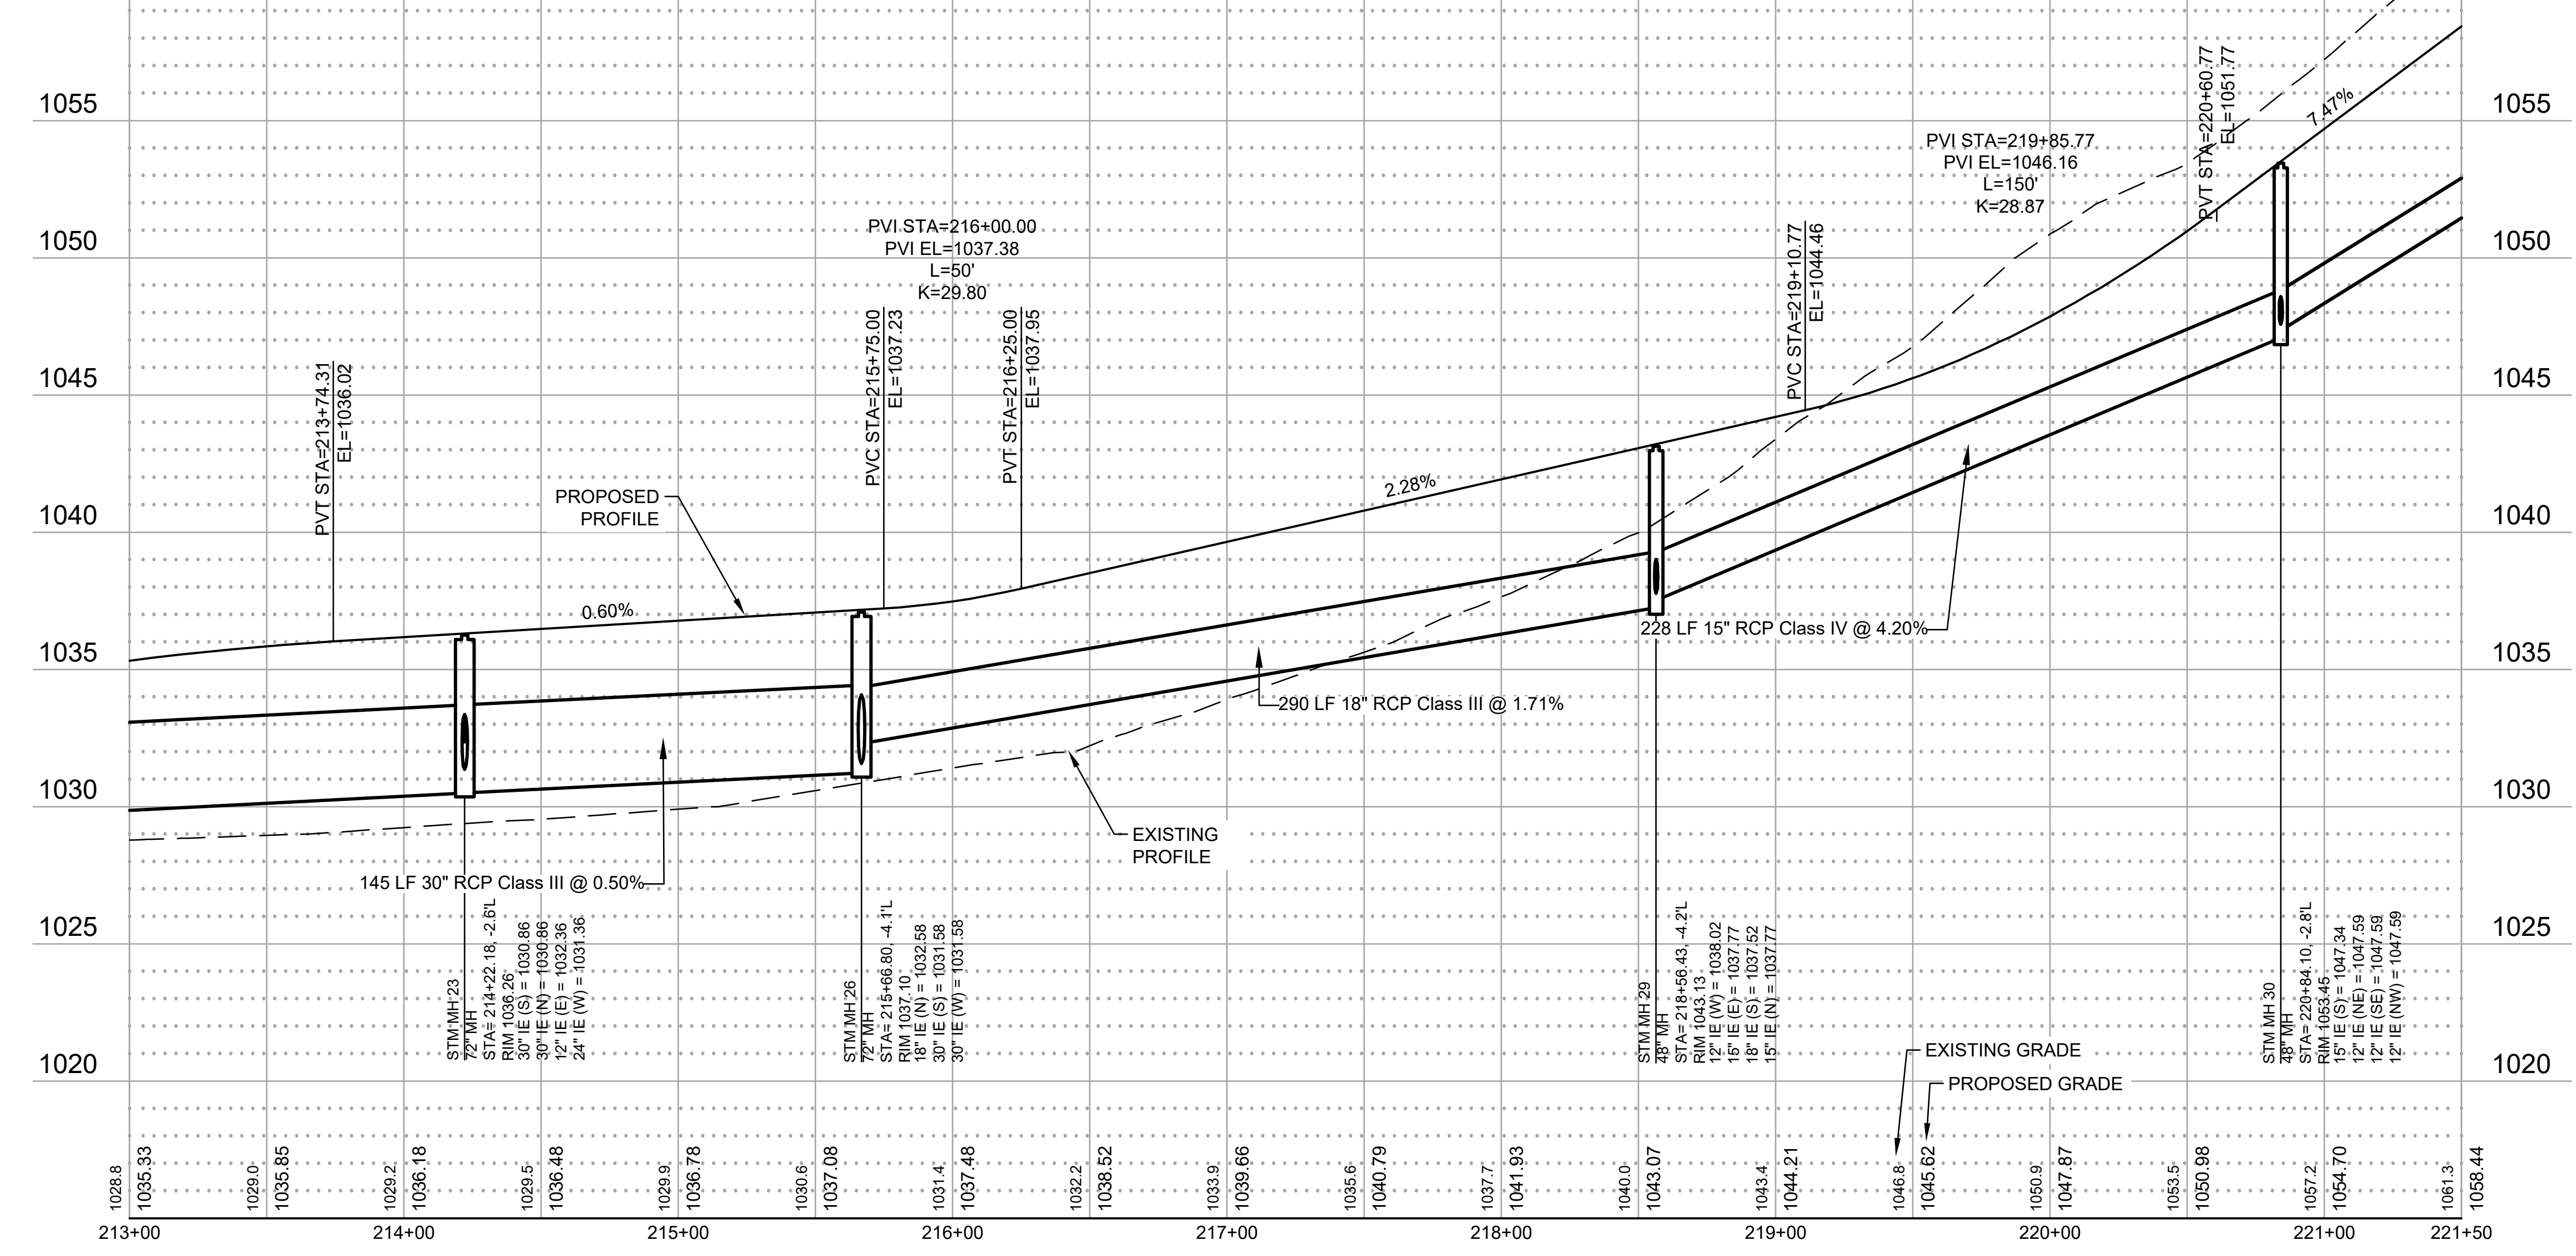 1055
1050
1045
1040
1035
1030
1025
1020
1055
1050
1045
1040
1035
1030
1025
1020
PVT STA=213+74.31
EL=1036.02
PROPOSED
PROFILE
0.60%
PVI STA=216+00.00
PVI EL=1037.38
L=50'
K=29.80
PVC STA=215+75.00
EL=1037.23
PVT STA=216+25.00
EL=1037.95
2.28%
PVC STA=219+10.77
EL=1044.46
PVI STA=219+85.77
PVI EL=1046.16
L=150'
K=28.87
PVT STA=220+60.77
EL=1051.77
7.47%
228 LF 15" RCP Class IV @ 4.20%
290 LF 18" RCP Class III @ 1.71%
EXISTING
PROFILE
145 LF 30" RCP Class III @ 0.50%
STM MH 23
72" MH
STA= 214+22.18, -2.6'L
RIM 1036.26
30" IE (S) = 1030.86
30" IE (N) = 1030.86
12" IE (E) = 1032.36
24" IE (W) = 1031.36
STM MH 26
72" MH
STA= 215+66.80, -4.1'L
RIM 1037.10
18" IE (N) = 1032.58
30" IE (S) = 1031.58
30" IE (W) = 1031.58
STM MH 29
48" MH
STA= 218+56.43, -4.2'L
RIM 1043.13
12" IE (W) = 1038.02
15" IE (E) = 1037.77
18" IE (S) = 1037.52
15" IE (N) = 1037.77
STM MH 30
48" MH
STA= 220+84.10, -2.8'L
RIM 1053.45
15" IE (S) = 1047.34
12" IE (NE) = 1047.59
12" IE (SE) = 1047.59
12" IE (NW) = 1047.59
EXISTING GRADE
PROPOSED GRADE
1028.8
1035.33
1029.0
1035.85
1029.2
1036.18
1029.5
1036.48
1029.9
1036.78
1030.6
1037.08
1031.4
1037.48
1032.2
1038.52
1033.9
1039.66
1035.6
1040.79
1037.7
1041.93
1040.0
1043.07
1043.4
1044.21
1046.8
1045.62
1050.9
1047.87
1053.5
1050.98
1057.2
1054.70
1061.3
1058.44
213+00
214+00
215+00
216+00
217+00
218+00
219+00
220+00
221+00
221+50